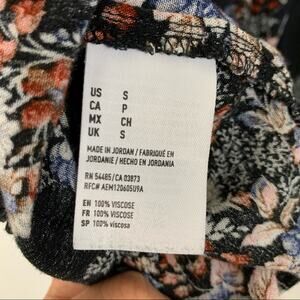 US S
CA P
MX CH
UK S
MADE IN JORDAN / FABRIQUÉ EN
JORDANIE / HECHO EN JORDANIA
RN 54485/CA 03873
RFC# AEM120605U9A
EN 100% VISCOSE
FR 100% VISCOSE
SP 100% viscosa